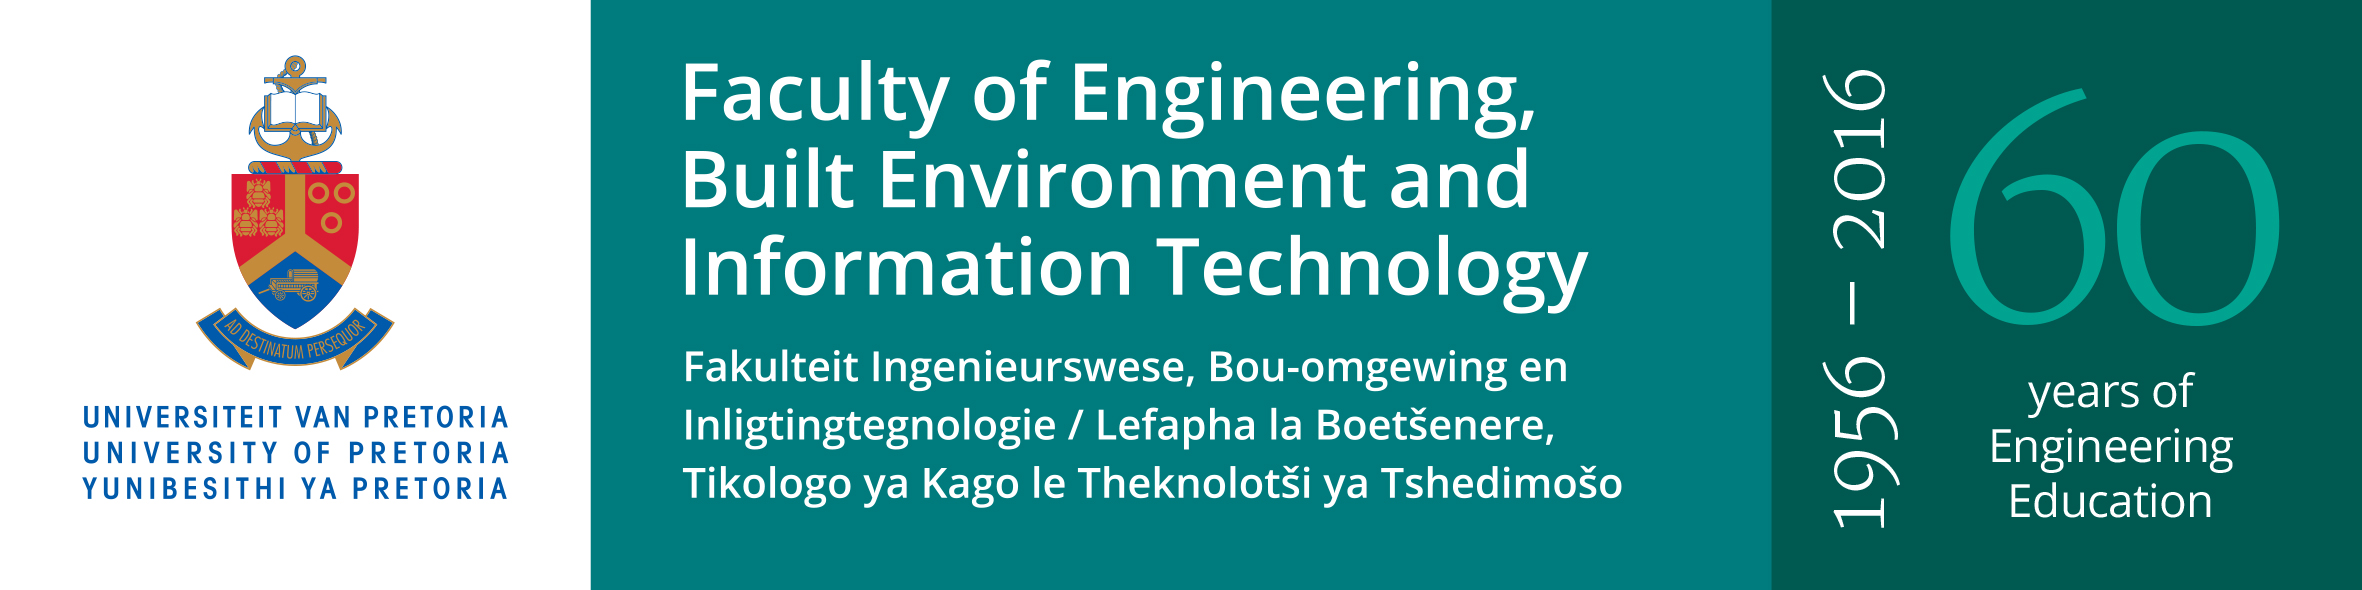 AD DESTINATUM PERSEQUOR
UNIVERSITEIT VAN PRETORIA
UNIVERSITY OF PRETORIA
YUNIBESITHI YA PRETORIA
Faculty of Engineering,
Built Environment and
Information Technology
Fakulteit Ingenieurswese, Bou-omgewing en
Inligtingtegnologie / Lefapha la Boetšenere,
Tikologo ya Kago le Theknolotši ya Tshedimošo
1956 – 2016
60
years of
Engineering
Education